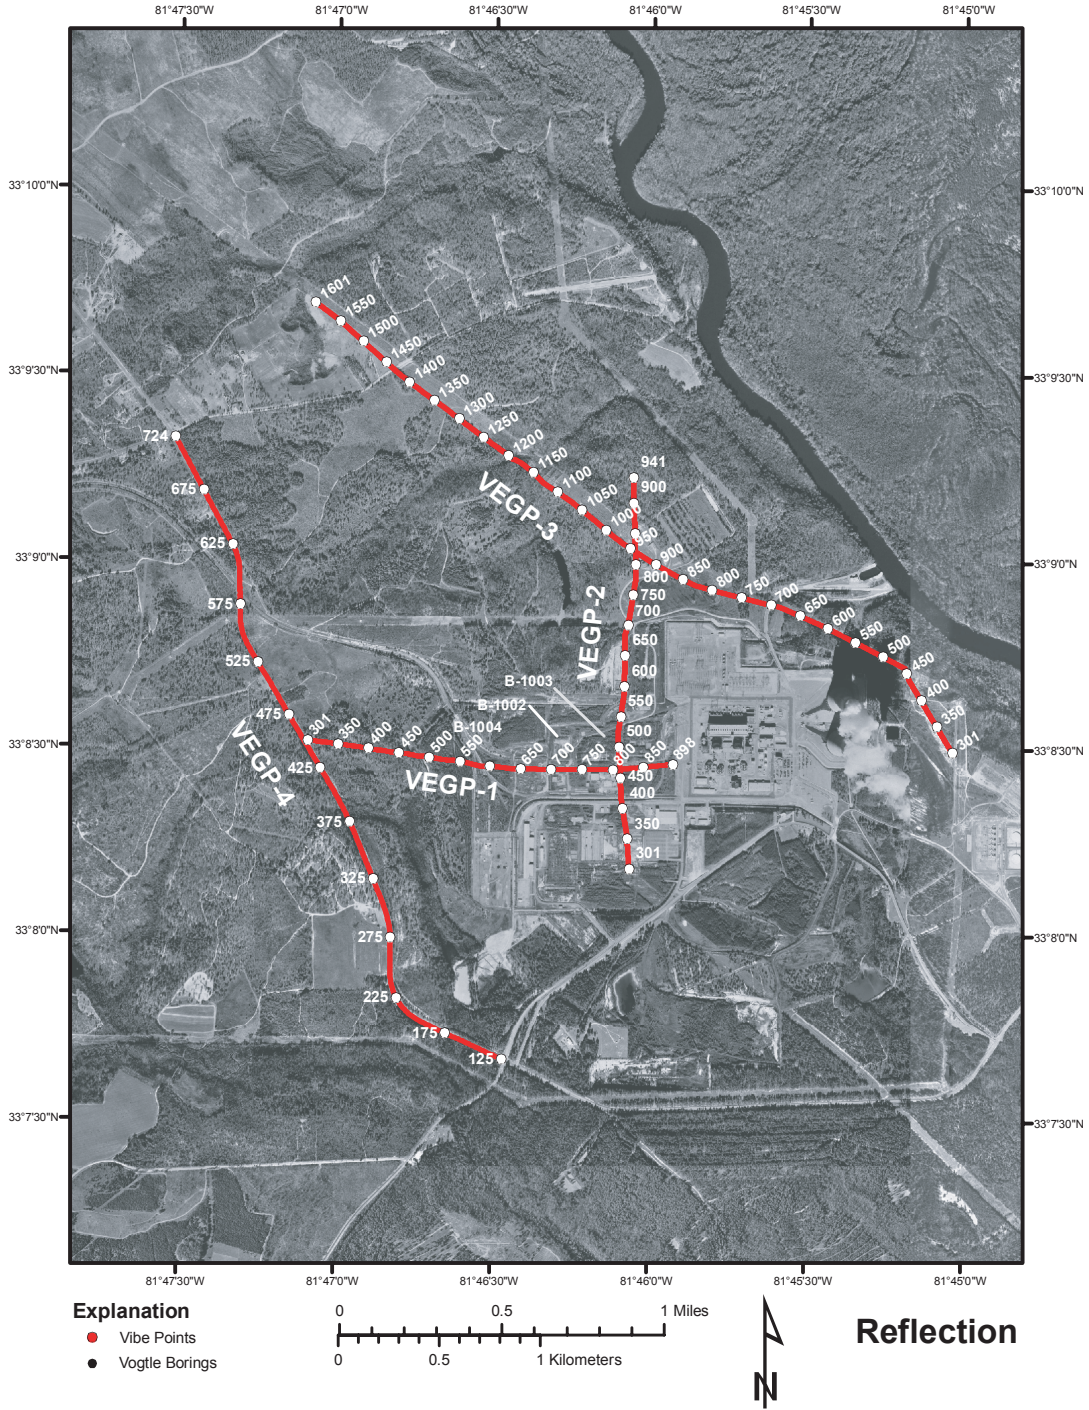 81°47'30"W 81°47'0"W 81°46'30"W 81°46'0"W 81°45'30"W 81°45'0"W
33°10'0"N 33°10'0"N
1601
1550
1500
1450
33°9'30"N 33°9'30"N
1400
1350
1300
1250
724 1200
1150 941
1100 900
675 1050
VEGP-3
1000
625 950
33°9'0"N 900 33°9'0"N
850
800 800
750 750
700 700
575 650
VEGP-2
600
650 550
525 600 500
B-1003 550 450
B-1002 500 400
B-1004 350
475 301 350 400 450 500 550 650 700 750 800 850 898 301
33°8'30"N 33°8'30"N
VEGP-4
425 VEGP-1 450
400
375 350
301
325
33°8'0"N 275 33°8'0"N
225
175
125
33°7'30"N 33°7'30"N
81°47'30"W 81°47'0"W 81°46'30"W 81°46'0"W 81°45'30"W 81°45'0"W
Explanation
Vibe Points
Vogtle Borings
0 0.5 1 Miles
0 0.5 1 Kilometers
N
Reflection